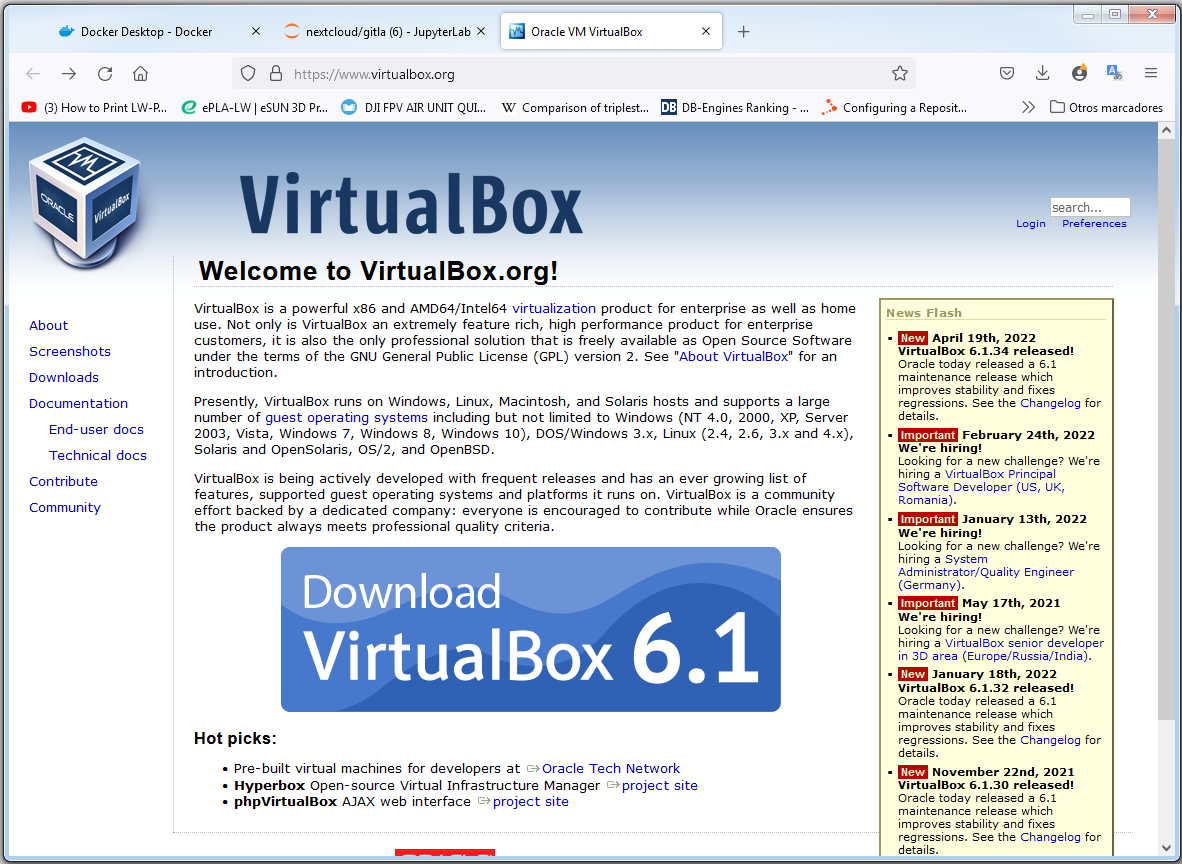 Docker Desktop - Docker
nextcloud/gitla (6) - JupyterLab
Oracle VM VirtualBox
https://www.virtualbox.org
(3) How to Print LW-P...
ePLA-LW | eSUN 3D Pr...
DJI FPV AIR UNIT QUI...
W Comparison of triplest...
DB DB-Engines Ranking - ...
Configuring a Reposit...
Otros marcadores
ORACLE
VirtualBox
VirtualBox
search...
Login
Preferences
Welcome to VirtualBox.org!
About
Screenshots
Downloads
Documentation
End-user docs
Technical docs
Contribute
Community
VirtualBox is a powerful x86 and AMD64/Intel64 virtualization product for enterprise as well as home
use. Not only is VirtualBox an extremely feature rich, high performance product for enterprise
customers, it is also the only professional solution that is freely available as Open Source Software
under the terms of the GNU General Public License (GPL) version 2. See "About VirtualBox" for an
introduction.
Presently, VirtualBox runs on Windows, Linux, Macintosh, and Solaris hosts and supports a large
number of guest operating systems including but not limited to Windows (NT 4.0, 2000, XP, Server
2003, Vista, Windows 7, Windows 8, Windows 10), DOS/Windows 3.x, Linux (2.4, 2.6, 3.x and 4.x),
Solaris and OpenSolaris, OS/2, and OpenBSD.
VirtualBox is being actively developed with frequent releases and has an ever growing list of
features, supported guest operating systems and platforms it runs on. VirtualBox is a community
effort backed by a dedicated company: everyone is encouraged to contribute while Oracle ensures
the product always meets professional quality criteria.
Download
VirtualBox 6.1
Hot picks:
• Pre-built virtual machines for developers at Oracle Tech Network
• Hyperbox Open-source Virtual Infrastructure Manager project site
• phpVirtualBox AJAX web interface project site
News Flash
New April 19th, 2022
VirtualBox 6.1.34 released!
Oracle today released a 6.1
maintenance release which
improves stability and fixes
regressions. See the Changelog for
details.
Important February 24th, 2022
We're hiring!
Looking for a new challenge? We're
hiring a VirtualBox Principal
Software Developer (US, UK,
Romania).
Important January 13th, 2022
We're hiring!
Looking for a new challenge? We're
hiring a System
Administrator/Quality Engineer
(Germany).
Important May 17th, 2021
We're hiring!
Looking for a new challenge? We're
hiring a VirtualBox senior developer
in 3D area (Europe/Russia/India).
New January 18th, 2022
VirtualBox 6.1.32 released!
Oracle today released a 6.1
maintenance release which
improves stability and fixes
regressions. See the Changelog for
details.
New November 22nd, 2021
VirtualBox 6.1.30 released!
Oracle today released a 6.1
maintenance release which
improves stability and fixes
regressions. See the Changelog for
details.